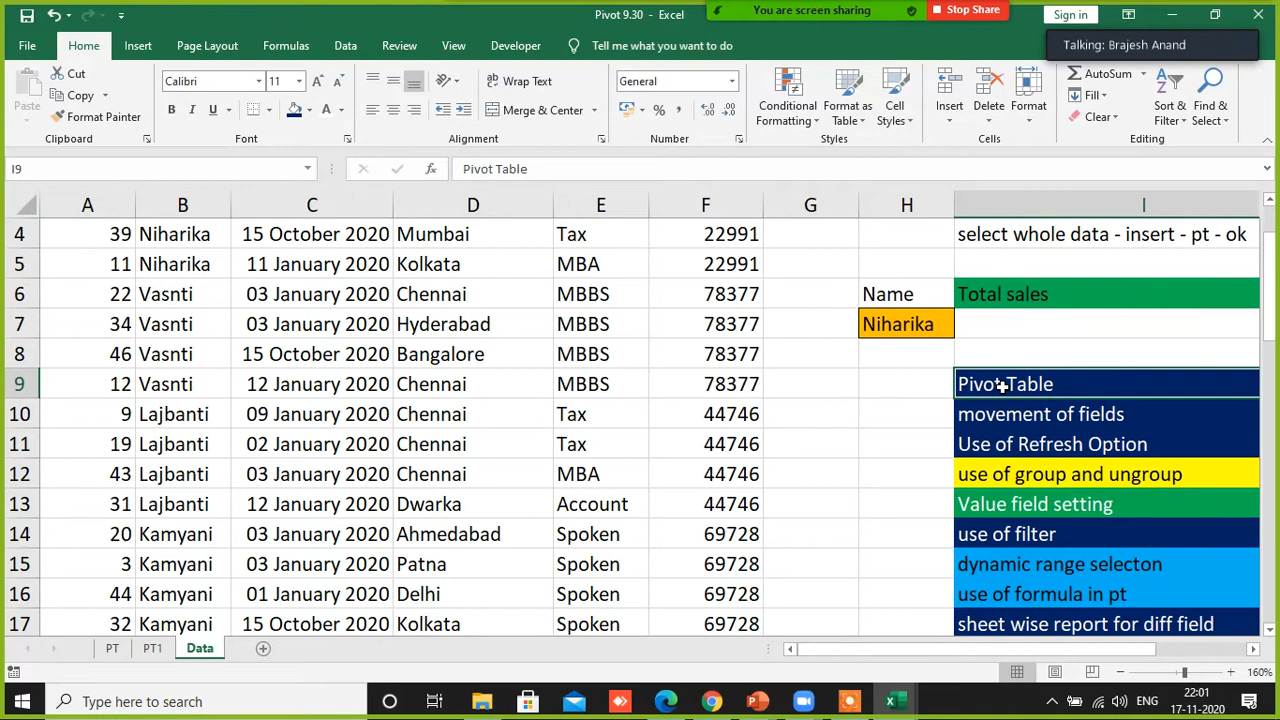 Pivot 9.30 - Excel
You are screen sharing
Stop Share
Sign in
Talking: Brajesh Anand
File Home Insert Page Layout Formulas Data Review View Developer Tell me what you want to do
Paste
Cut
Copy
Format Painter
Clipboard
Calibri 11
B I U
Font
Wrap Text
Merge & Center
Alignment
General
Number
Conditional Formatting
Format as Table
Cell Styles
Styles
Insert
Delete
Format
Cells
AutoSum
Fill
Clear
Sort & Filter
Find & Select
Editing
I9 fx Pivot Table
A B C D E F G H I
4 39 Niharika 15 October 2020 Mumbai Tax 22991 select whole data - insert - pt - ok
5 11 Niharika 11 January 2020 Kolkata MBA 22991
6 22 Vasnti 03 January 2020 Chennai MBBS 78377 Name Total sales
7 34 Vasnti 03 January 2020 Hyderabad MBBS 78377 Niharika
8 46 Vasnti 15 October 2020 Bangalore MBBS 78377
9 12 Vasnti 12 January 2020 Chennai MBBS 78377 Pivot Table
10 9 Lajbanti 09 January 2020 Chennai Tax 44746 movement of fields
11 19 Lajbanti 02 January 2020 Chennai Tax 44746 Use of Refresh Option
12 43 Lajbanti 03 January 2020 Chennai MBA 44746 use of group and ungroup
13 31 Lajbanti 12 January 2020 Dwarka Account 44746 Value field setting
14 20 Kamyani 03 January 2020 Ahmedabad Spoken 69728 use of filter
15 3 Kamyani 03 January 2020 Patna Spoken 69728 dynamic range selecton
16 44 Kamyani 01 January 2020 Delhi Spoken 69728 use of formula in pt
17 32 Kamyani 15 October 2020 Kolkata Spoken 69728 sheet wise report for diff field
PT PT1 Data
160%
Type here to search
ENG
22:01
17-11-2020